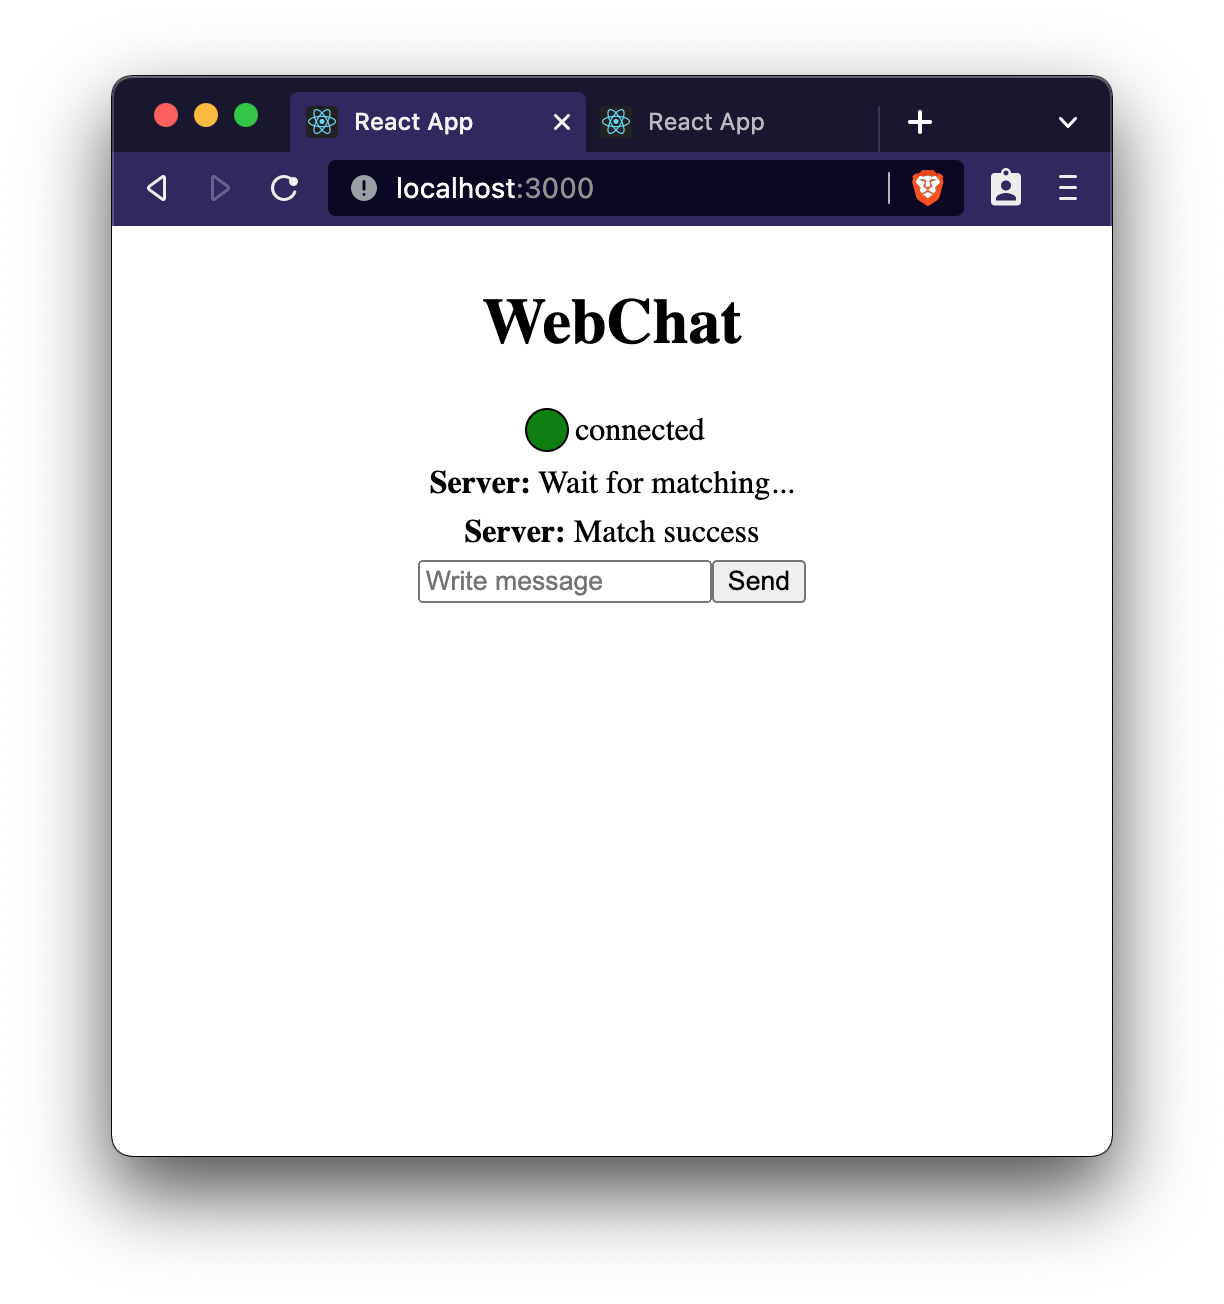 React App
React App
localhost:3000
WebChat
connected
Server: Wait for matching...
Server: Match success
Write message
Send